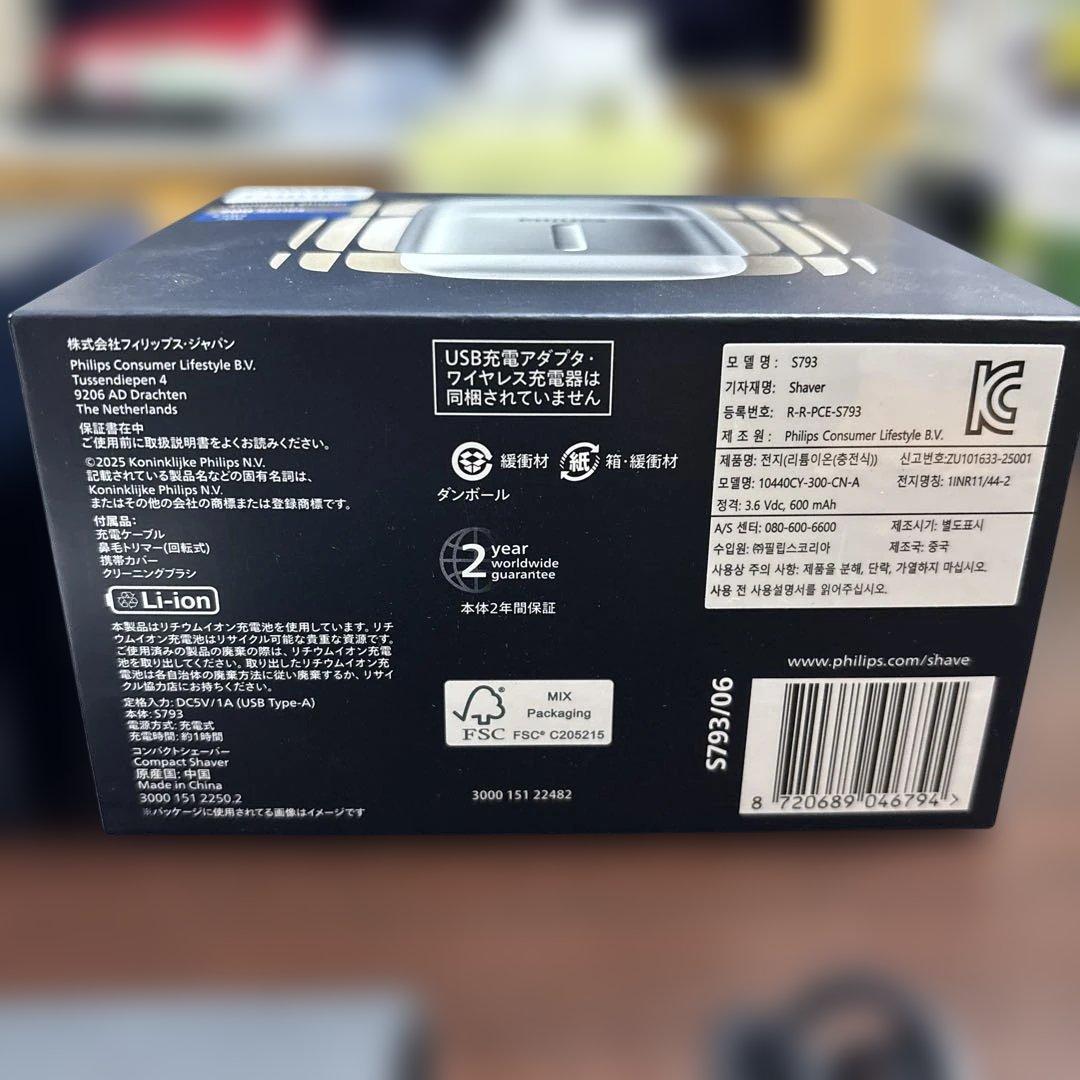 株式会社フィリップス・ジャパン
Philips Consumer Lifestyle B.V.
Tussendiepen 4
9206 AD Drachten
The Netherlands
保証書在中
ご使用前に取扱説明書をよくお読みください。
©2025 Koninklijke Philips N.V.
記載されている製品名などの固有名詞は、
Koninklijke Philips N.V.
またはその他の会社の商標または登録商標です。
付属品:
充電ケーブル
鼻毛トリマー(回転式)
携帯カバー
クリーニングブラシ
Li-ion
本製品はリチウムイオン充電池を使用しています。リチ
ウムイオン充電池はリサイクル可能な貴重な資源です。
ご使用済みの製品の廃棄の際は、リチウムイオン充電
池を取り出してください。取り出したリチウムイオン充
電池は各自治体の廃棄方法に従い廃棄するか、リサイ
クル協力店にお持ちください。
定格入力: DC5V/1A (USB Type-A)
本体: S793
電源方式: 充電式
充電時間: 約1時間
コンパクトシェーバー
Compact Shaver
原産国: 中国
Made in China
3000 151 2250.2
※パッケージに使用されてる画像はイメージです
USB充電アダプタ・
ワイヤレス充電器は
同梱されていません
緩衝材
ダンボール
紙 箱・緩衝材
2 year
worldwide
guarantee
本体2年間保証
FSC
MIX
Packaging
FSC® C205215
3000 151 22482
모 델 명 : S793
기자재명: Shaver
등록번호: R-R-PCE-S793
제 조 원 : Philips Consumer Lifestyle B.V.
제품명: 전지(리튬이온(충전식)) 신고번호:ZU101633-25001
모델명: 10440CY-300-CN-A 전지명칭: 1INR11/44-2
정격: 3.6 Vdc, 600 mAh
A/S 센터: 080-600-6600 제조시기: 별도표시
수입원: ㈜필립스코리아 제조국: 중국
사용상 주의 사항: 제품을 분해, 단락, 가열하지 마십시오.
사용 전 사용설명서를 읽어주십시오.
www.philips.com/shave
S793/06
8 720689 046794 >